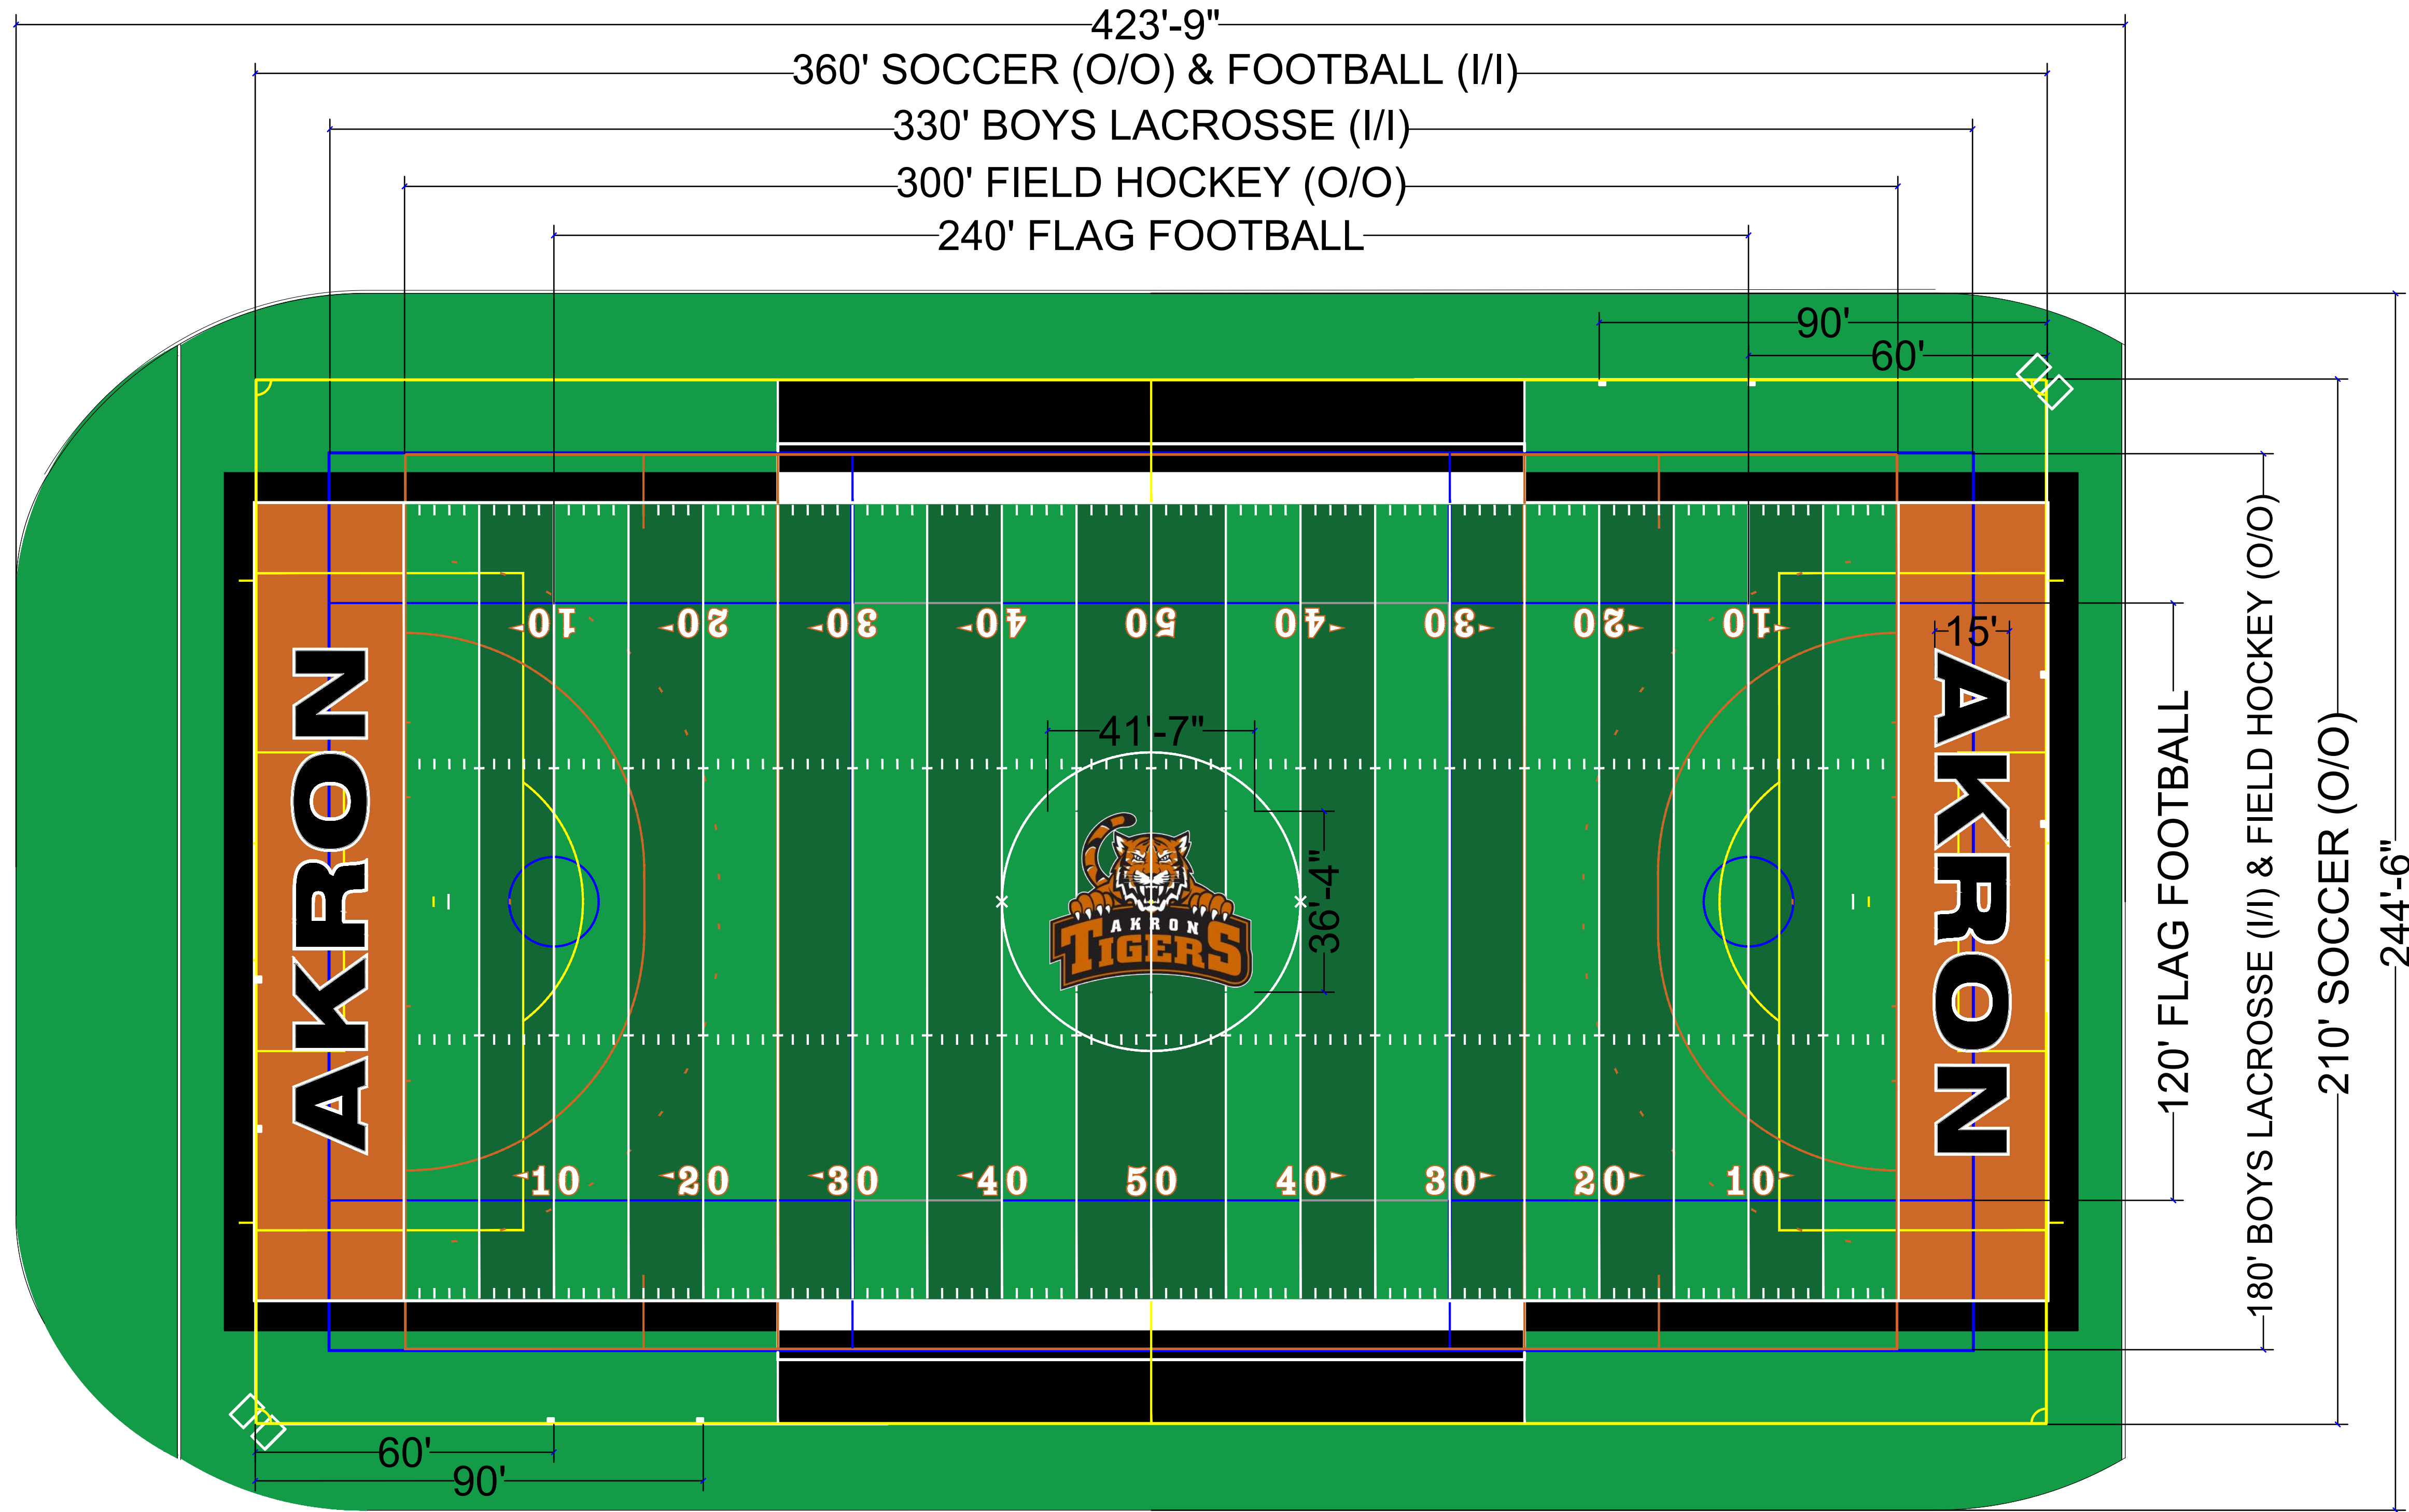 423'-9"
360' SOCCER (O/O) & FOOTBALL (I/I)
330' BOYS LACROSSE (I/I)
300' FIELD HOCKEY (O/O)
240' FLAG FOOTBALL
90'
60'
10 20 30 40 50 40 30 20 10
15'
41'-7"
36'-4"
AKRON
AKRON
TIGERS
AKRON
10 20 30 40 50 40 30 20 10
120' FLAG FOOTBALL
180' BOYS LACROSSE (I/I) & FIELD HOCKEY (O/O)
210' SOCCER (O/O)
244'-6"
60'
90'